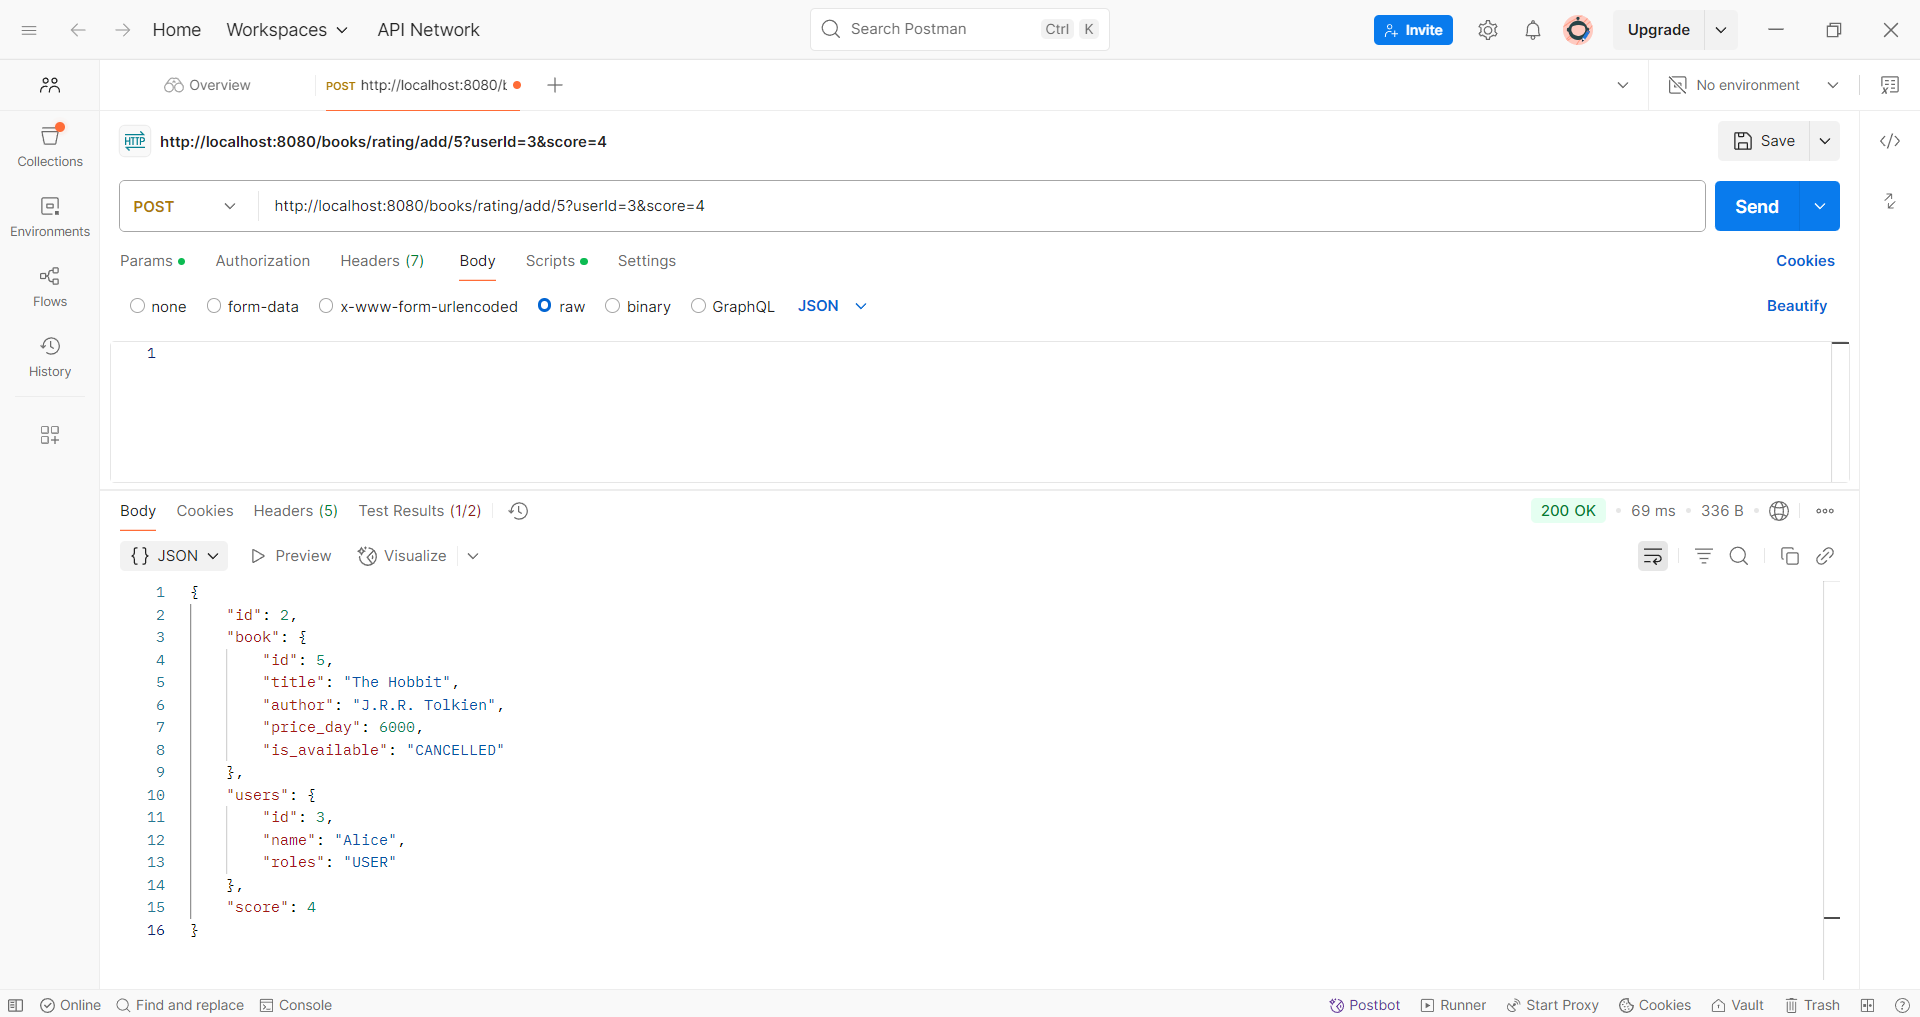 Home Workspaces API Network Search Postman Ctrl K Invite Upgrade
Overview POST http://localhost:8080/b No environment
HTTP http://localhost:8080/books/rating/add/5?userId=3&score=4 Save
Collections
POST http://localhost:8080/books/rating/add/5?userId=3&score=4 Send
Environments
Params Authorization Headers (7) Body Scripts Settings Cookies
Flows
none form-data x-www-form-urlencoded raw binary GraphQL JSON Beautify
History
1
Body Cookies Headers (5) Test Results (1/2) 200 OK • 69 ms • 336 B
{} JSON Preview Visualize
1 {
2 "id": 2,
3 "book": {
4 "id": 5,
5 "title": "The Hobbit",
6 "author": "J.R.R. Tolkien",
7 "price_day": 6000,
8 "is_available": "CANCELLED"
9 },
10 "users": {
11 "id": 3,
12 "name": "Alice",
13 "roles": "USER"
14 },
15 "score": 4
16 }
Online Find and replace Console Postbot Runner Start Proxy Cookies Vault Trash